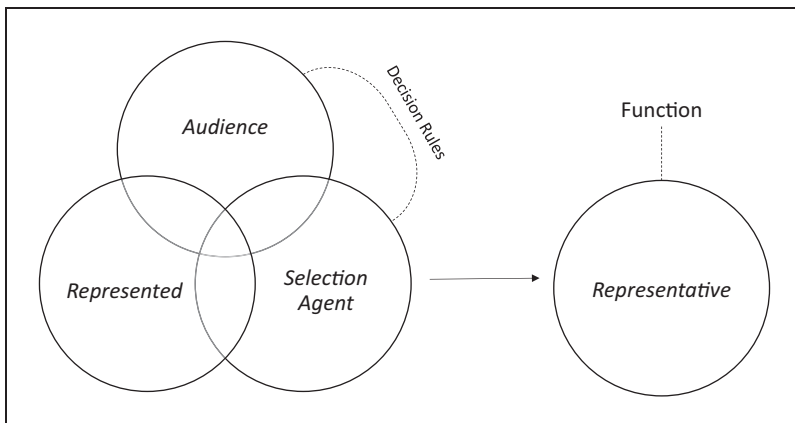 Audience
Decision Rules
Function
Represented
Selection
Agent
Representative